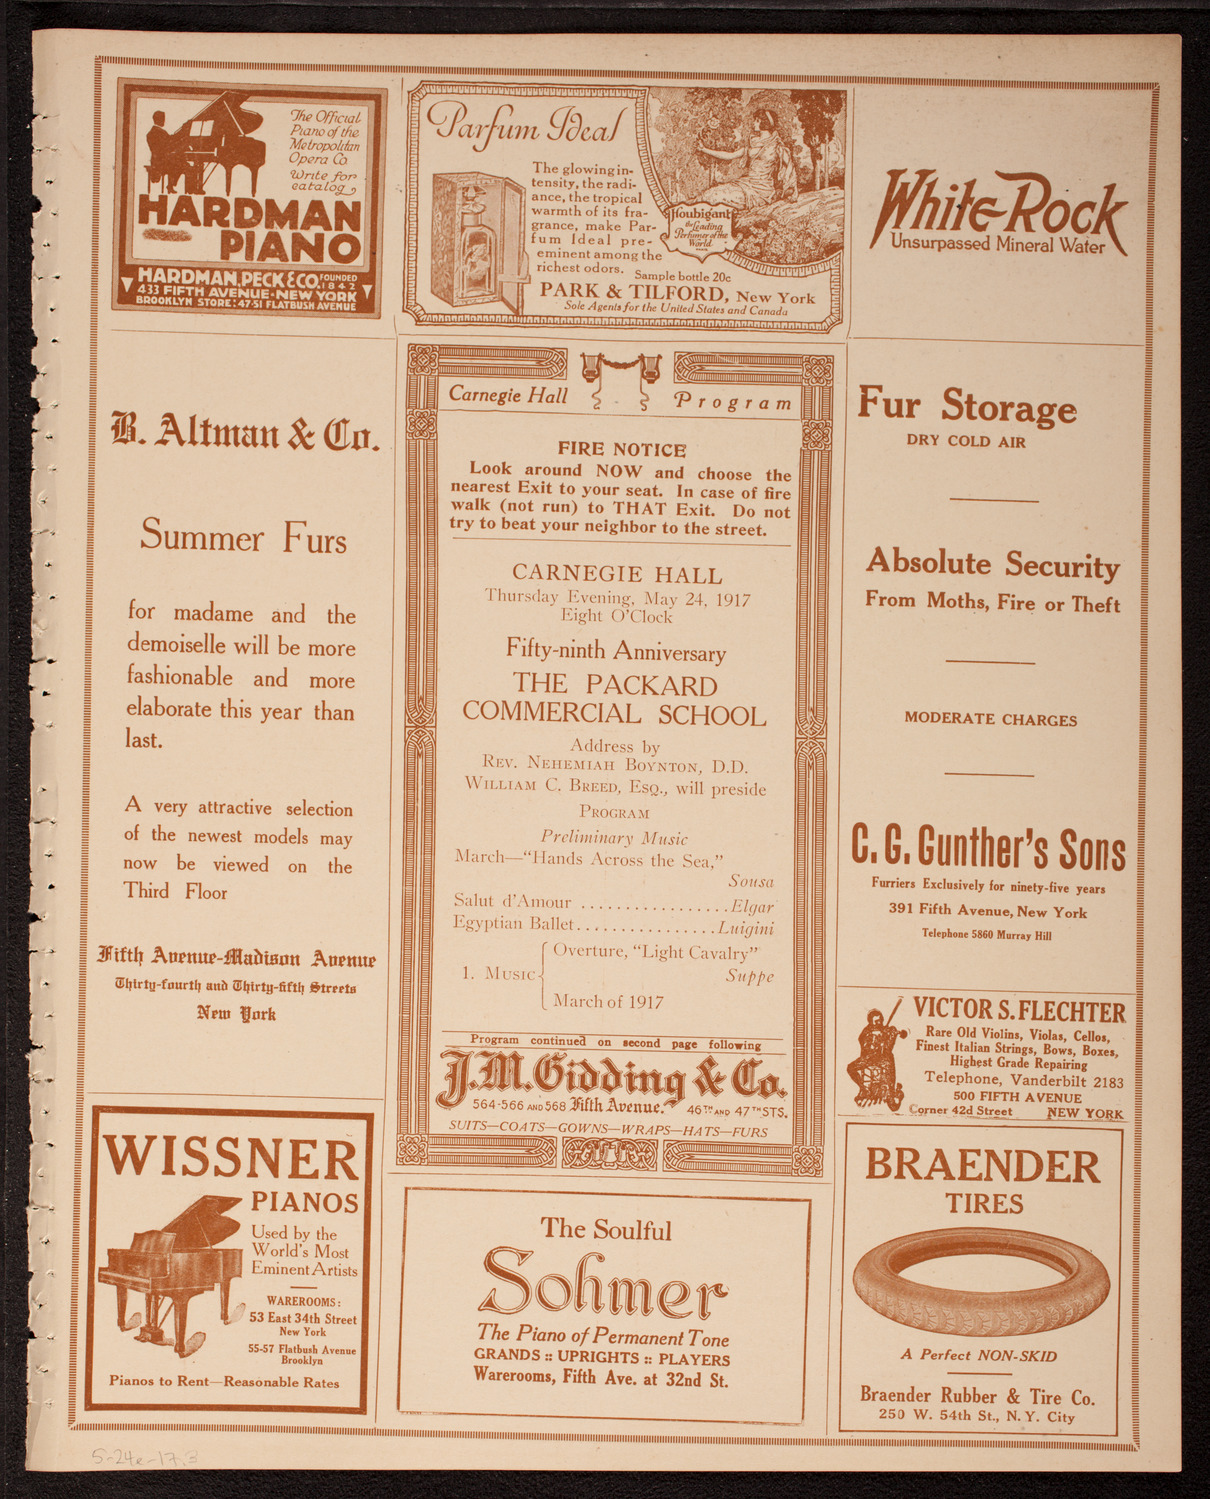 The Official
Piano of the
Metropolitan
Opera Co
Write for
catalog
HARDMAN
PIANO
HARDMAN, PECK & CO. FOUNDED 1842
433 FIFTH AVENUE - NEW YORK
BROOKLYN STORE: 47-51 FLATBUSH AVENUE
Parfum Ideal
The glowing in-
tensity, the radi-
ance, the tropical
warmth of its fra-
grance, make Par-
fum Ideal pre-
eminent among the
richest odors.
Sample bottle 20c
Houbigant
the Leading
Perfumer of the
World
PARK & TILFORD, New York
Sole Agents for the United States and Canada
White Rock
Unsurpassed Mineral Water
B. Altman & Co.
Summer Furs
for madame and the
demoiselle will be more
fashionable and more
elaborate this year than
last.
A very attractive selection
of the newest models may
now be viewed on the
Third Floor
Fifth Avenue-Madison Avenue
Thirty-fourth and Thirty-fifth Streets
New York
Carnegie Hall Program
FIRE NOTICE
Look around NOW and choose the
nearest Exit to your seat. In case of fire
walk (not run) to THAT Exit. Do not
try to beat your neighbor to the street.
CARNEGIE HALL
Thursday Evening, May 24, 1917
Eight O'Clock
Fifty-ninth Anniversary
THE PACKARD
COMMERCIAL SCHOOL
Address by
REV. NEHEMIAH BOYNTON, D.D.
WILLIAM C. BREED, ESQ., will preside
PROGRAM
Preliminary Music
March—"Hands Across the Sea,"
Sousa
Salut d'Amour .................Elgar
Egyptian Ballet................Luigini
Overture, "Light Cavalry"
1. MUSIC Suppe
March of 1917
Program continued on second page following
J.M. Gidding & Co.
564-566 AND 568 Fifth Avenue. 46TH AND 47TH STS.
SUITS—COATS—GOWNS—WRAPS—HATS—FURS
Fur Storage
DRY COLD AIR
Absolute Security
From Moths, Fire or Theft
MODERATE CHARGES
C. G. Gunther's Sons
Furriers Exclusively for ninety-five years
391 Fifth Avenue, New York
Telephone 5860 Murray Hill
VICTOR S. FLECHTER
Rare Old Violins, Violas, Cellos,
Finest Italian Strings, Bows, Boxes,
Highest Grade Repairing
Telephone, Vanderbilt 2183
500 FIFTH AVENUE
Corner 42d Street NEW YORK
WISSNER
PIANOS
Used by the
World's Most
Eminent Artists
WAREROOMS:
53 East 34th Street
New York
55-57 Flatbush Avenue
Brooklyn
Pianos to Rent—Reasonable Rates
The Soulful
Sohmer
The Piano of Permanent Tone
GRANDS :: UPRIGHTS :: PLAYERS
Warerooms, Fifth Ave. at 32nd St.
BRAENDER
TIRES
A Perfect NON-SKID
Braender Rubber & Tire Co.
250 W. 54th St., N. Y. City
5-24e-17.3